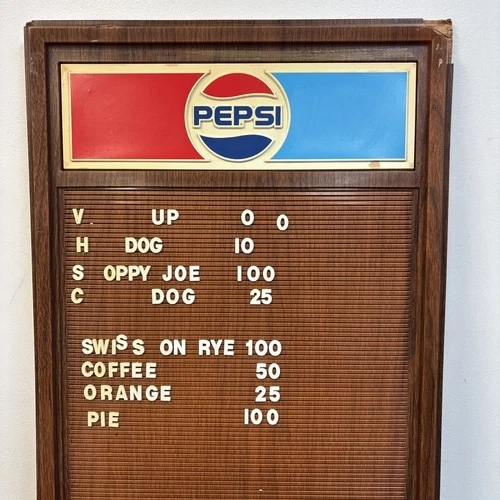 PEPSI
V. UP 0 0
H DOG 10
S OPPY JOE 100
C DOG 25
SWISS ON RYE 100
COFFEE 50
ORANGE 25
PIE 100